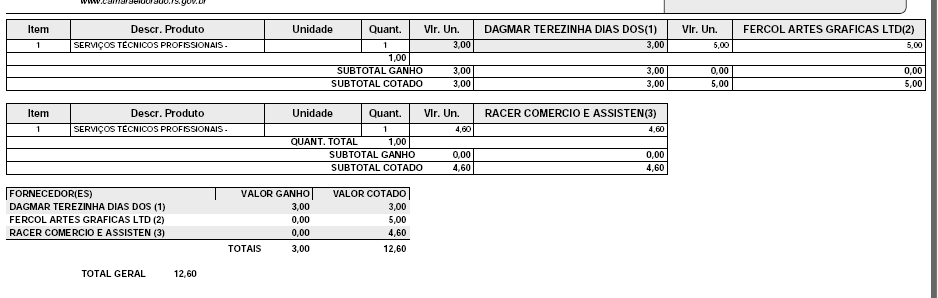 www.camaraeldorado.rs.gov.br
Item Descr. Produto Unidade Quant. Vlr. Un. DAGMAR TEREZINHA DIAS DOS(1) Vlr. Un. FERCOL ARTES GRAFICAS LTD(2)
1 SERVIÇOS TÉCNICOS PROFISSIONAIS - 1 3,00 3,00 5,00 5,00
1,00
SUBTOTAL GANHO 3,00 3,00 0,00 0,00
SUBTOTAL COTADO 3,00 3,00 5,00 5,00
Item Descr. Produto Unidade Quant. Vlr. Un. RACER COMERCIO E ASSISTEN(3)
1 SERVIÇOS TÉCNICOS PROFISSIONAIS - 1 4,60 4,60
QUANT. TOTAL 1,00
SUBTOTAL GANHO 0,00 0,00
SUBTOTAL COTADO 4,60 4,60
FORNECEDOR(ES) VALOR GANHO VALOR COTADO
DAGMAR TEREZINHA DIAS DOS (1) 3,00 3,00
FERCOL ARTES GRAFICAS LTD (2) 0,00 5,00
RACER COMERCIO E ASSISTEN (3) 0,00 4,60
TOTAIS 3,00 12,60
TOTAL GERAL 12,60